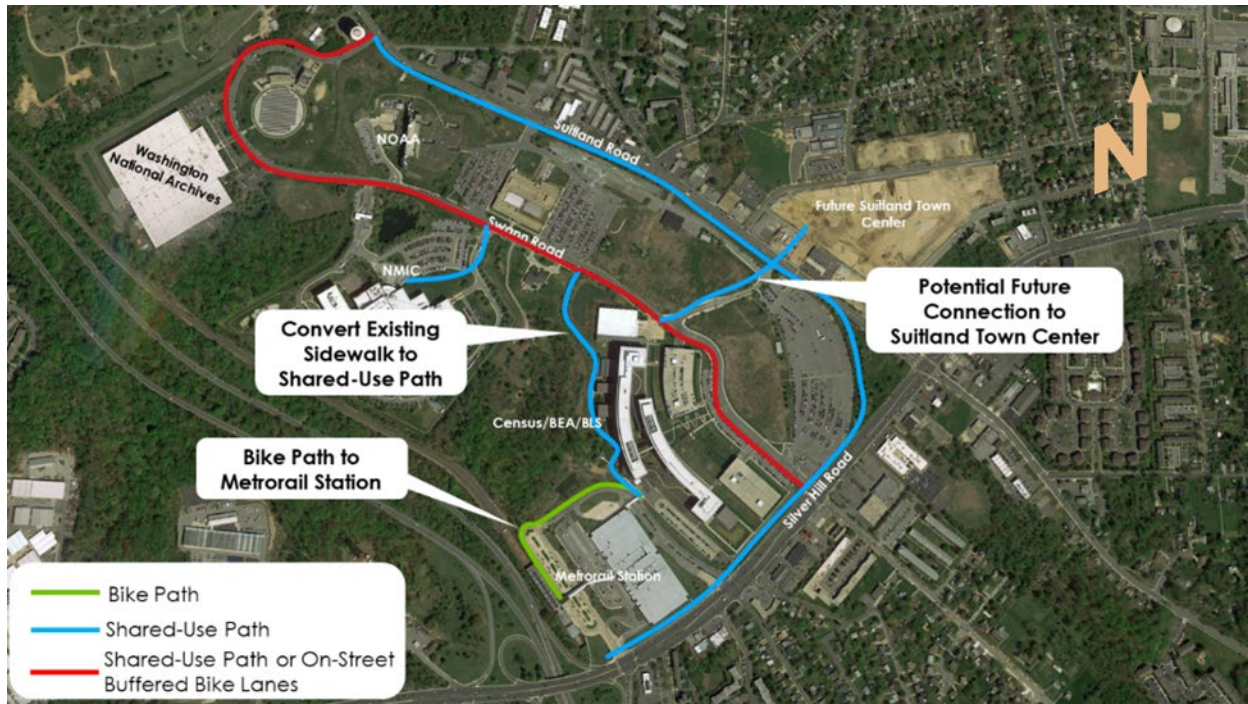 Suitland Road
NOAA
Washington
National Archives
Future Suitland Town
Center
N
Swann Road
NMIC
Potential Future
Connection to
Suitland Town Center
Convert Existing
Sidewalk to
Shared-Use Path
Census/BEA/BLS
Bike Path to
Metrorail Station
Silver Hill Road
Metrorail Station
Bike Path
Shared-Use Path
Shared-Use Path or On-Street
Buffered Bike Lanes